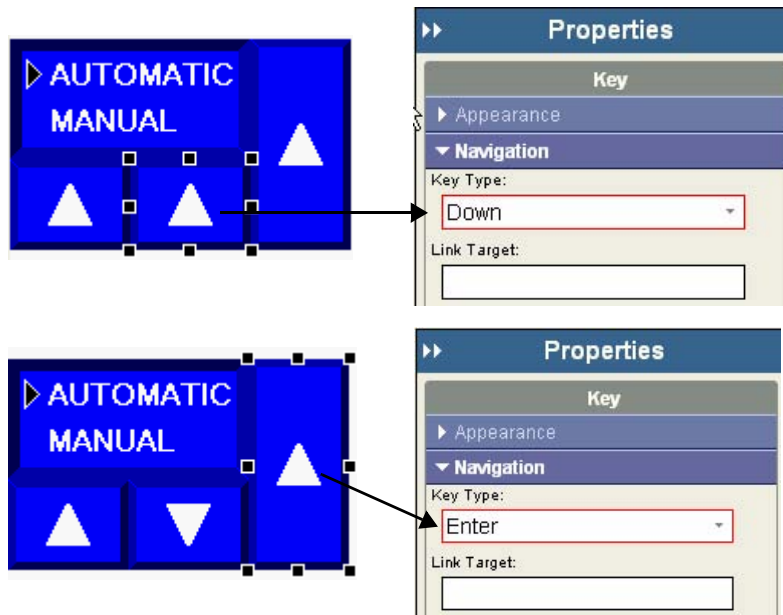 AUTOMATIC
MANUAL
Properties
Key
Appearance
Navigation
Key Type:
Down
Link Target:
AUTOMATIC
MANUAL
Properties
Key
Appearance
Navigation
Key Type:
Enter
Link Target: